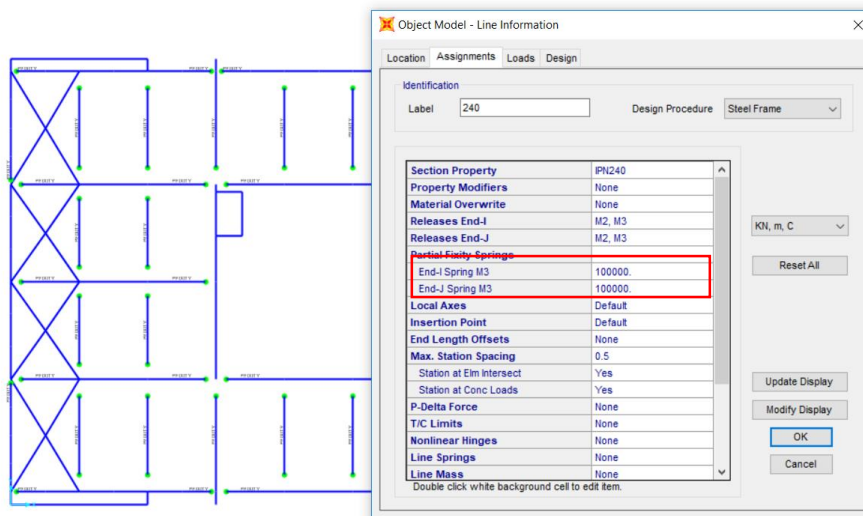 Object Model - Line Information
Location Assignments Loads Design
Identification
Label 240 Design Procedure Steel Frame
Section Property IPN240
Property Modifiers None
Material Overwrite None
Releases End-I M2, M3
Releases End-J M2, M3
Partial Fixity Springs
End-I Spring M3 100000.
End-J Spring M3 100000.
Local Axes Default
Insertion Point Default
End Length Offsets None
Max. Station Spacing 0.5
Station at Elm Intersect Yes
Station at Conc Loads Yes
P-Delta Force None
T/C Limits None
Nonlinear Hinges None
Line Springs None
Line Mass None
Double click white background cell to edit item.
KN, m, C
Reset All
Update Display
Modify Display
OK
Cancel